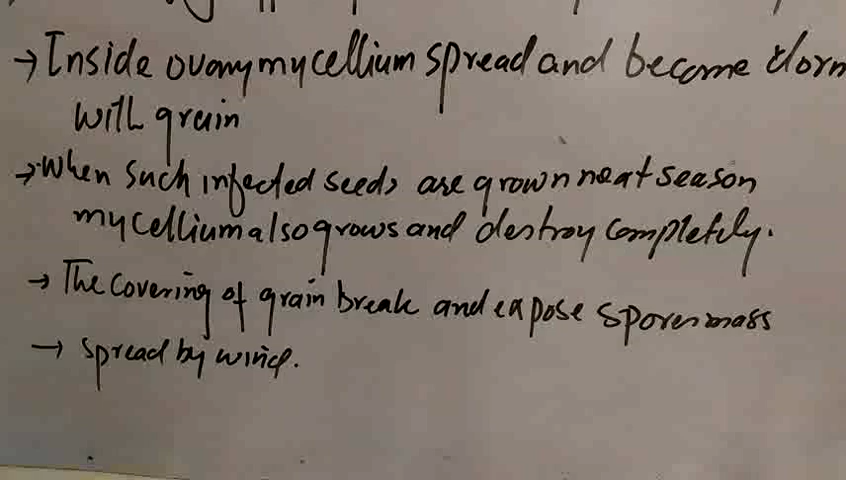 → Inside ovary mycellium spread and become dorm
with grain
→ When such infected seeds are grown next season
mycellium also grows and destroy completely.
→ The covering of grain break and expose spores mass
→ spread by wind.